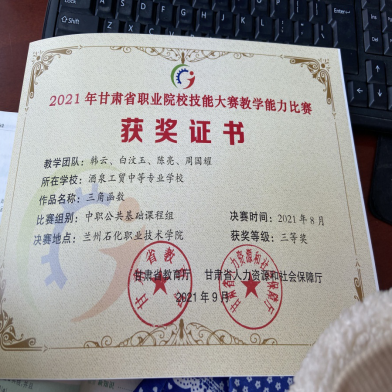 2021年甘肃省职业院校技能大赛教学能力比赛
获奖证书
教学团队：韩云、白汶玉、陈亮、周国耀
所在学校：酒泉工贸中等专业学校
作品名称：三角函数
比赛组别：中职公共基础课程组 决赛时间：2021年8月
决赛地点：兰州石化职业技术学院 获奖等级：三等奖
甘肃省教育厅 甘肃省人力资源和社会保障厅
2021年9月